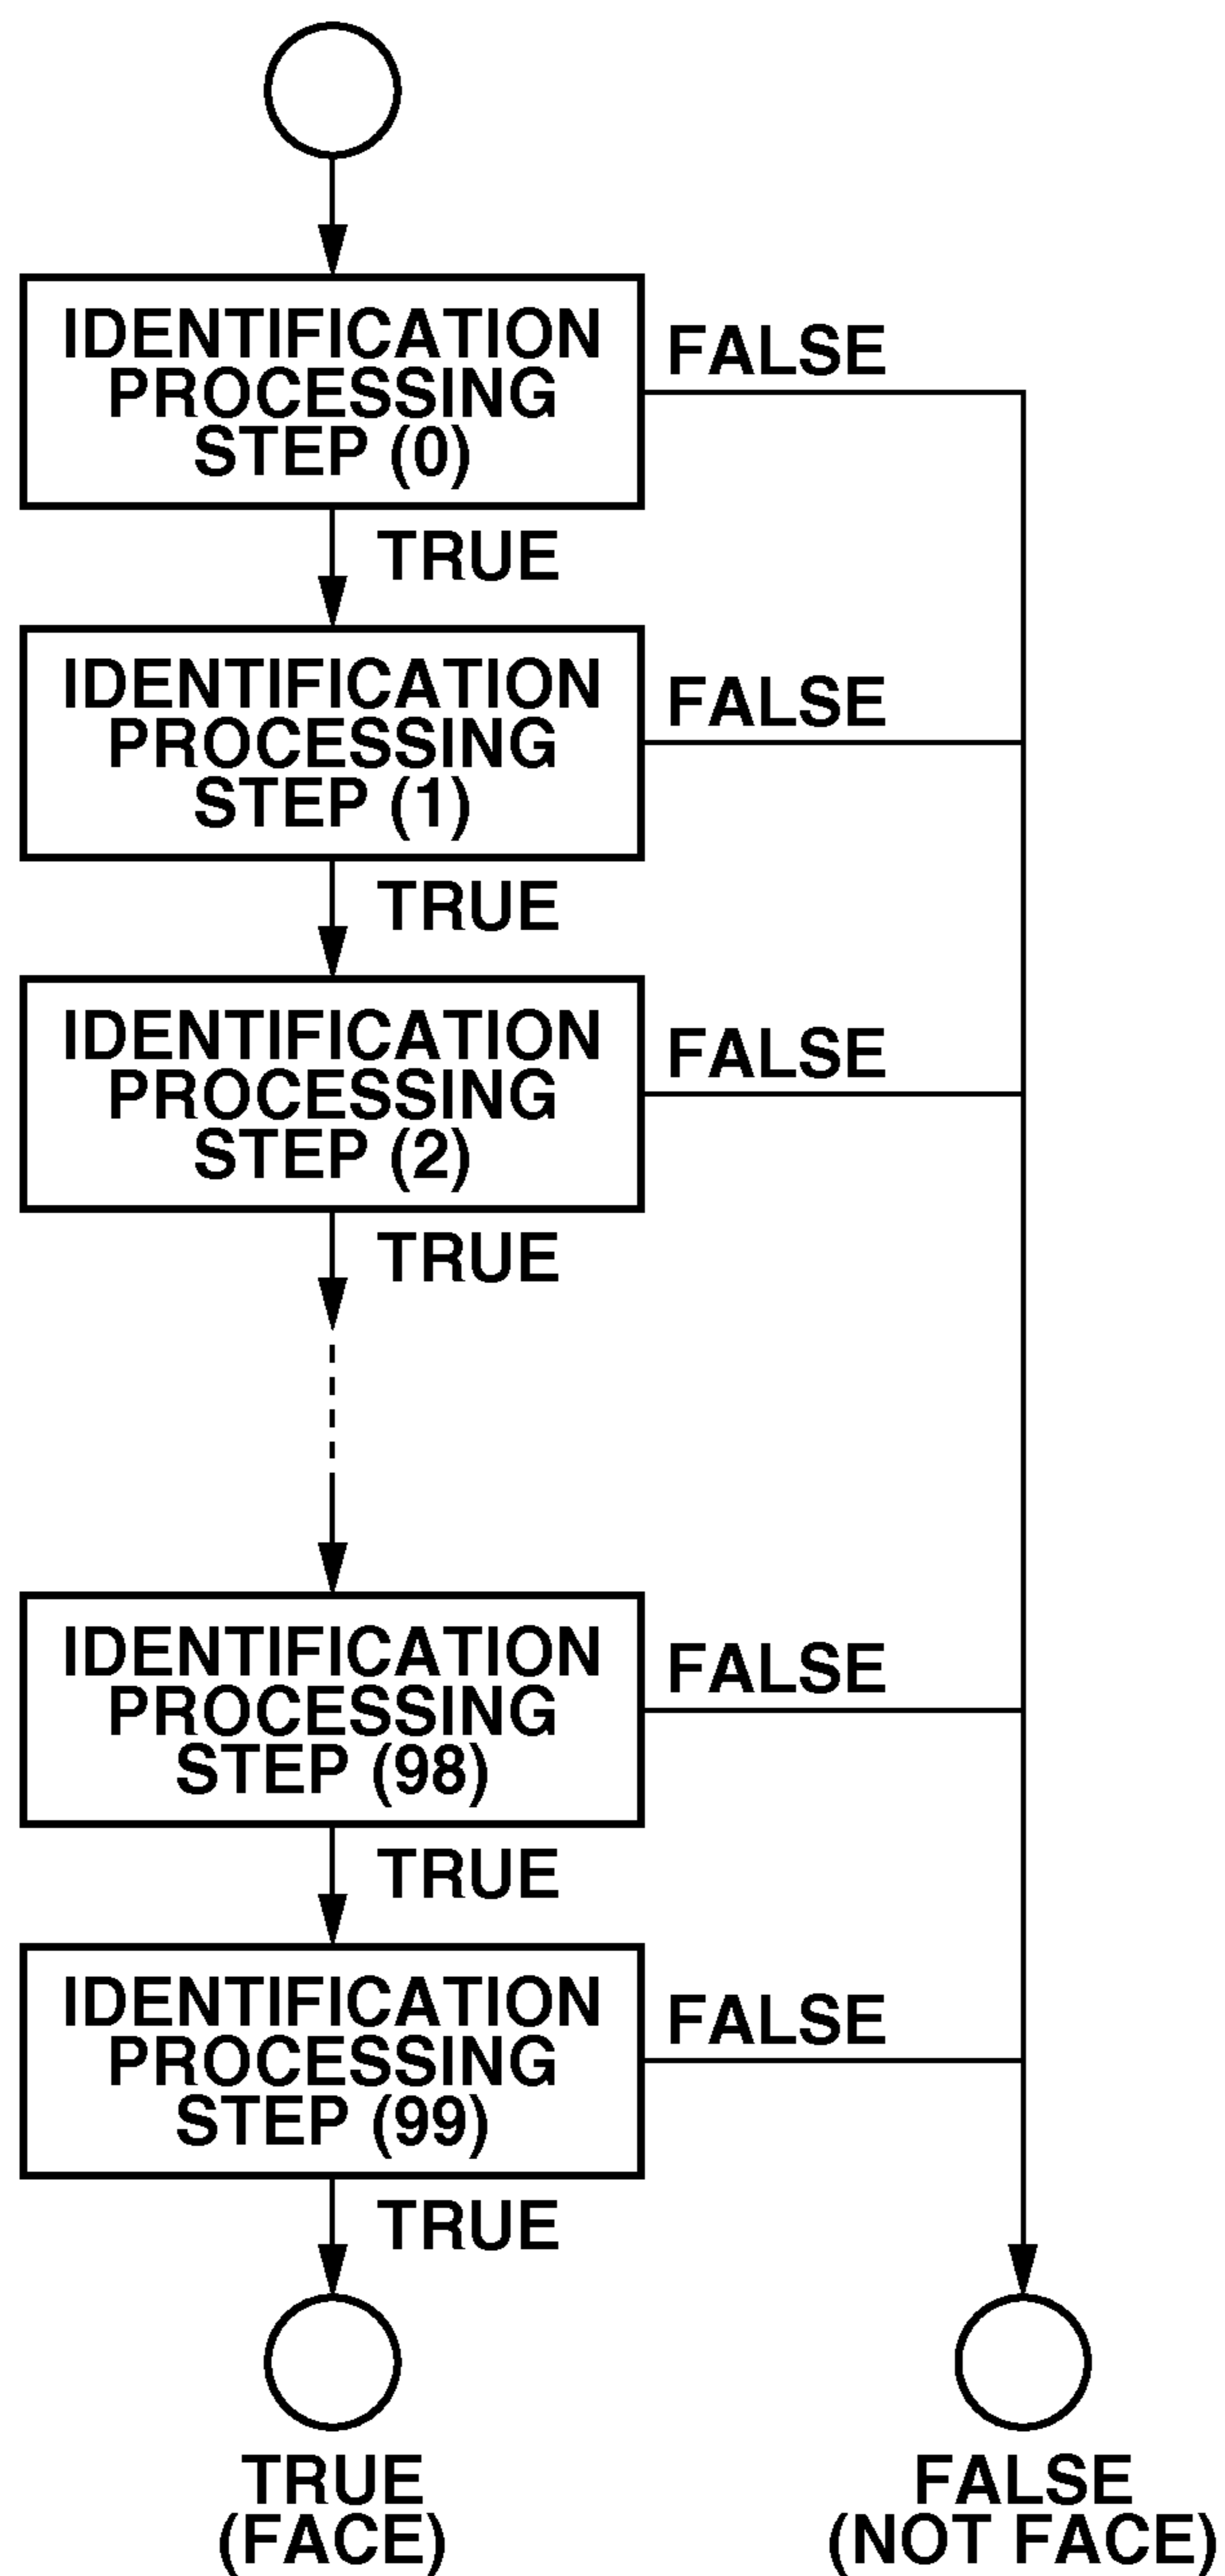 IDENTIFICATION
PROCESSING
STEP (0)
FALSE
TRUE
IDENTIFICATION
PROCESSING
STEP (1)
FALSE
TRUE
IDENTIFICATION
PROCESSING
STEP (2)
FALSE
TRUE
IDENTIFICATION
PROCESSING
STEP (98)
FALSE
TRUE
IDENTIFICATION
PROCESSING
STEP (99)
FALSE
TRUE
TRUE
(FACE)
FALSE
(NOT FACE)